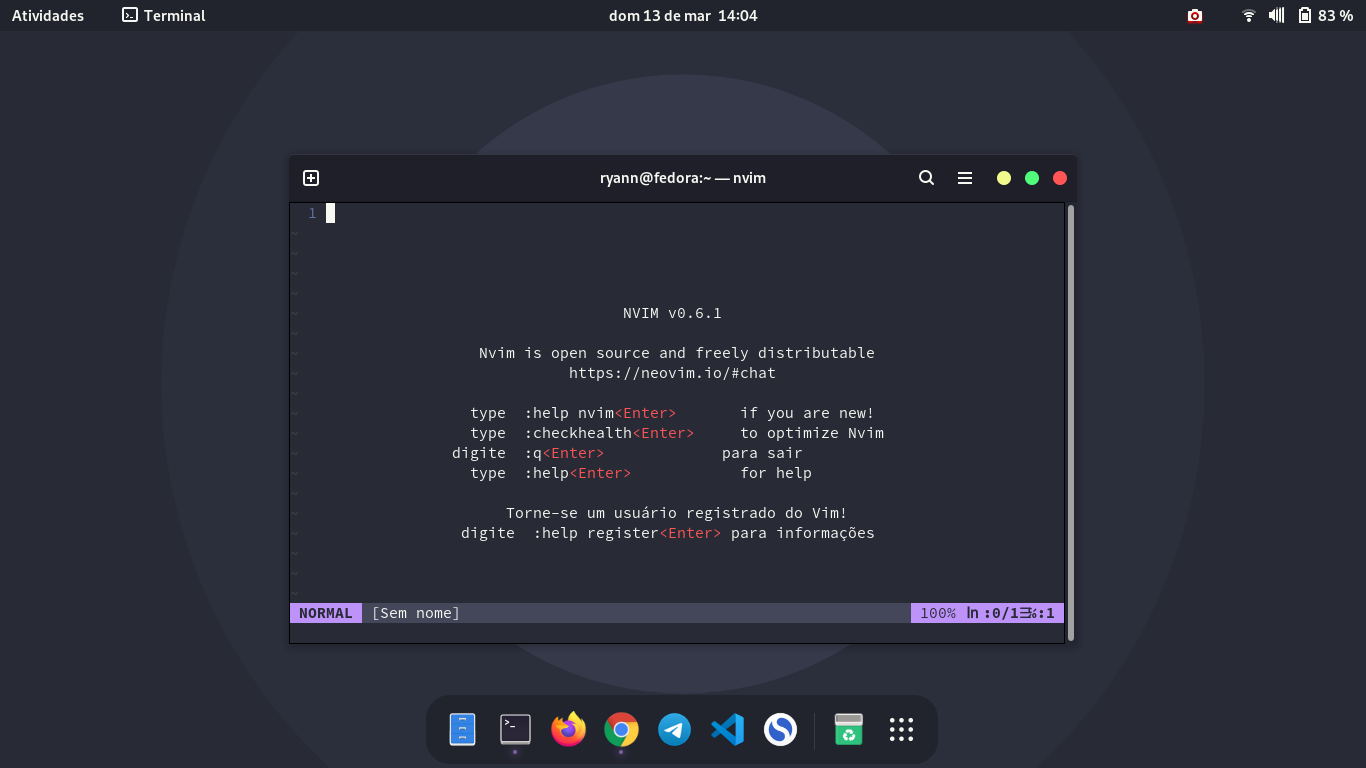 Atividades Terminal dom 13 de mar 14:04 83 %
ryann@fedora:~ — nvim
1
~
~
~
~
~
NVIM v0.6.1
~
~
Nvim is open source and freely distributable
https://neovim.io/#chat
~
type :help nvim<Enter> if you are new!
type :checkhealth<Enter> to optimize Nvim
digite :q<Enter> para sair
type :help<Enter> for help
~
Torne-se um usuário registrado do Vim!
digite :help register<Enter> para informações
~
~
~
NORMAL [Sem nome] 100% ln :0/1☰℅:1